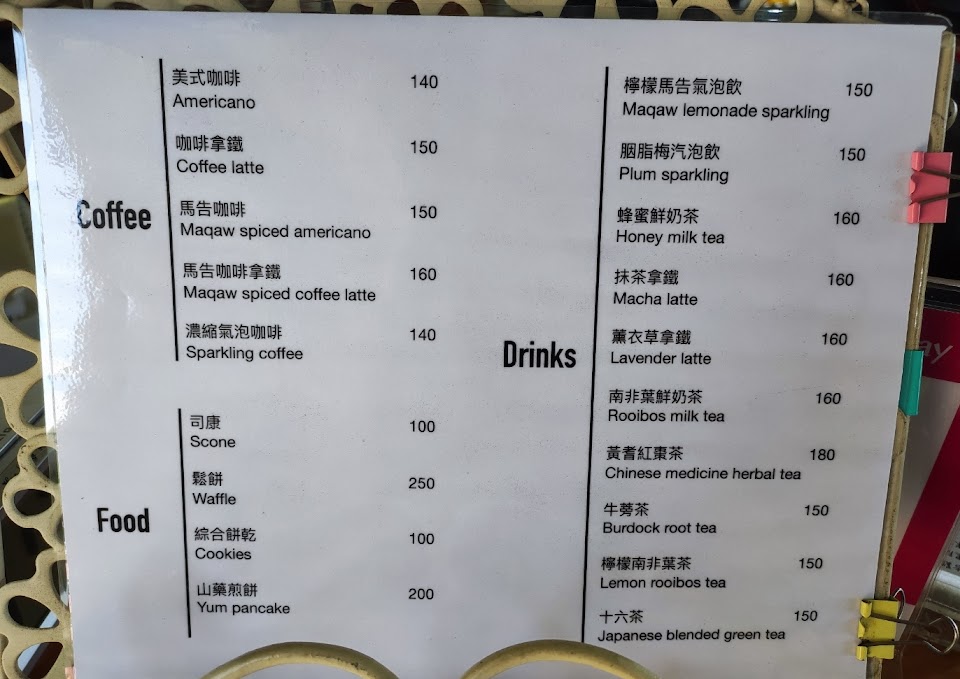 Coffee
美式咖啡 140
Americano
咖啡拿鐵 150
Coffee latte
馬告咖啡 150
Maqaw spiced americano
馬告咖啡拿鐵 160
Maqaw spiced coffee latte
濃縮氣泡咖啡 140
Sparkling coffee
Food
司康 100
Scone
鬆餅 250
Waffle
綜合餅乾 100
Cookies
山藥煎餅 200
Yum pancake
Drinks
檸檬馬告氣泡飲 150
Maqaw lemonade sparkling
胭脂梅汽泡飲 150
Plum sparkling
蜂蜜鮮奶茶 160
Honey milk tea
抹茶拿鐵 160
Macha latte
薰衣草拿鐵 160
Lavender latte
南非葉鮮奶茶 160
Rooibos milk tea
黃耆紅棗茶 180
Chinese medicine herbal tea
牛蒡茶 150
Burdock root tea
檸檬南非葉茶 150
Lemon rooibos tea
十六茶 150
Japanese blended green tea
ay